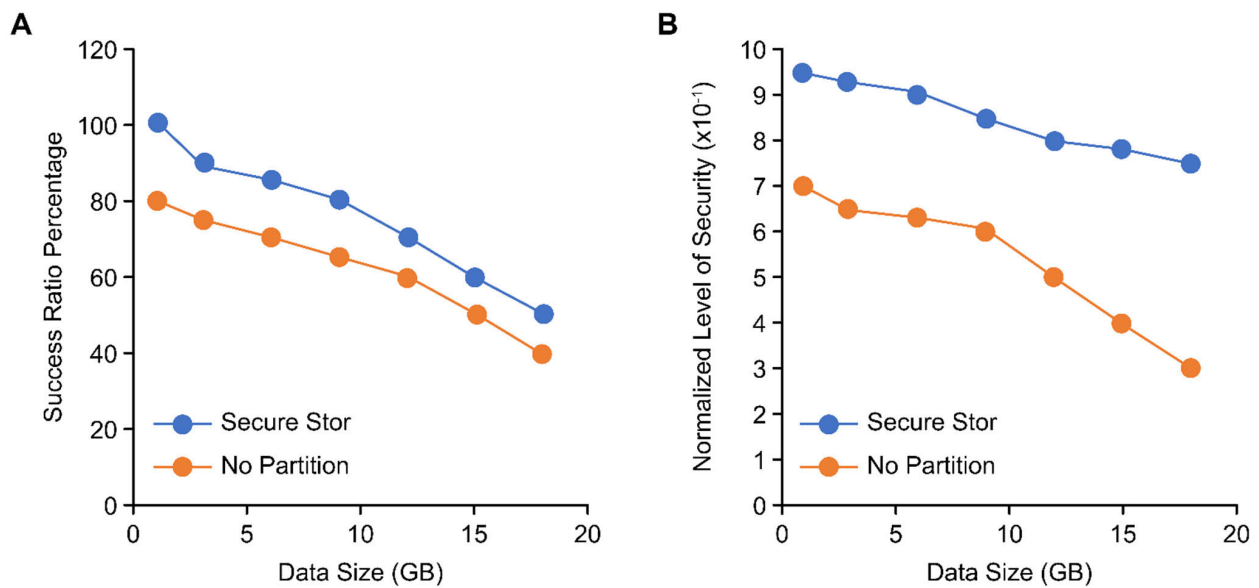 A
Success Ratio Percentage
120
100
80
60
40
20
0
Secure Stor
No Partition
0 5 10 15 20
Data Size (GB)
B
Normalized Level of Security (x10⁻¹)
10
9
8
7
6
5
4
3
2
1
0
Secure Stor
No Partition
0 5 10 15 20
Data Size (GB)